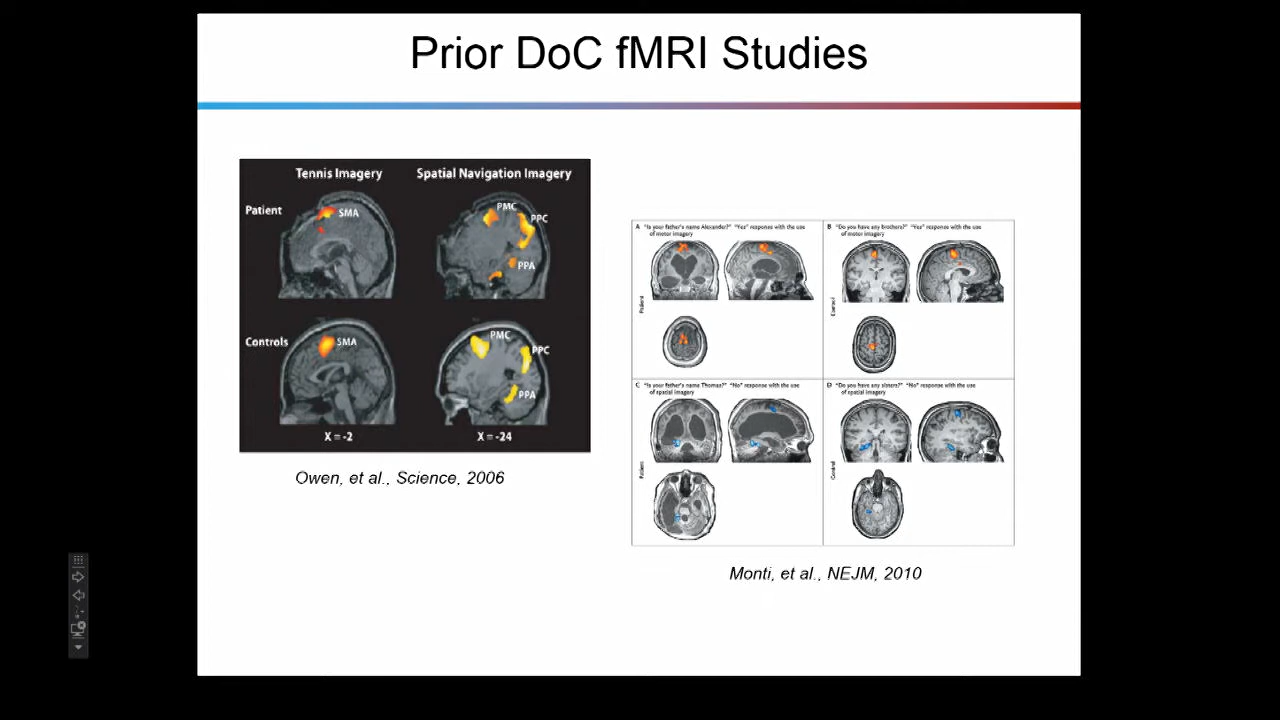 Prior DoC fMRI Studies
Tennis Imagery
Spatial Navigation Imagery
Patient
SMA
PMC
PPC
PPA
Controls
SMA
PMC
PPC
PPA
X = -2
X = -24
Owen, et al., Science, 2006
A "Is your father's name Alexander?" "Yes" response with the use
of motor imagery
Patient
B "Do you have any brothers?" "Yes" response with the use
of motor imagery
Control
C "Is your father's name Thomas?" "No" response with the use
of spatial imagery
Patient
D "Do you have any sisters?" "No" response with the use
of spatial imagery
Control
Monti, et al., NEJM, 2010